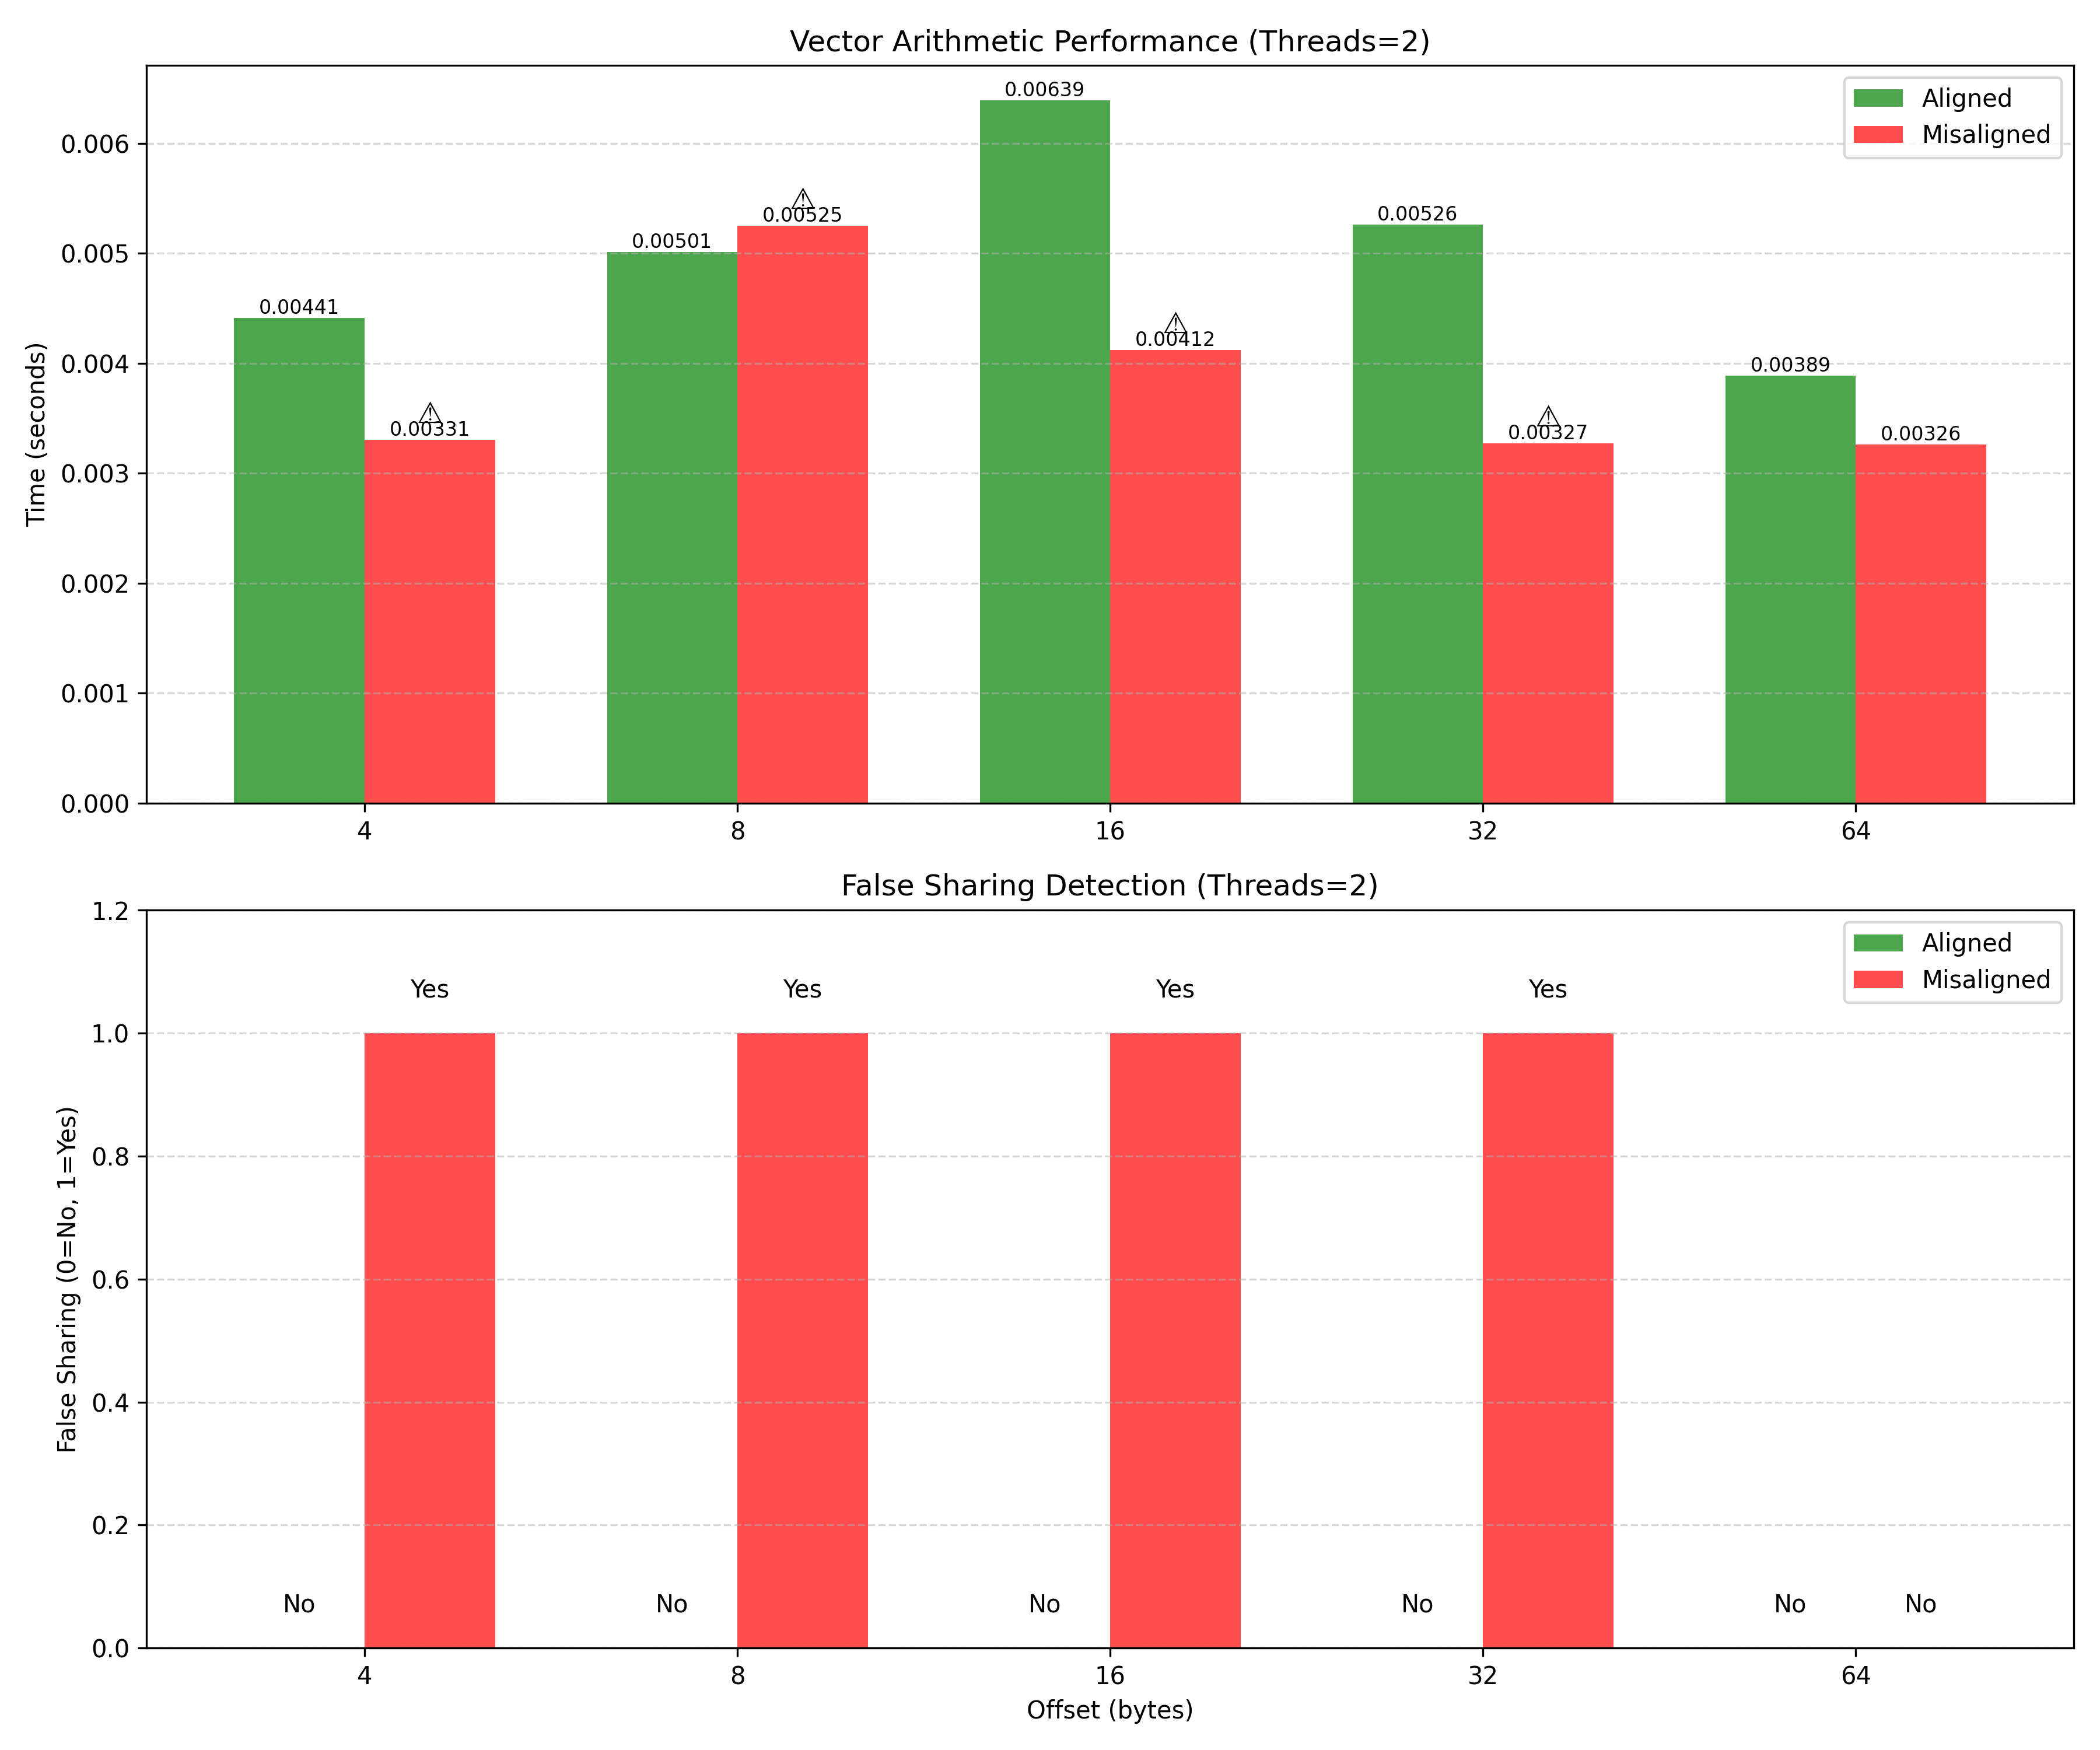 Vector Arithmetic Performance (Threads=2)
Time (seconds)
0.006
0.005
0.004
0.003
0.002
0.001
0.000
Aligned
Misaligned
0.00441
⚠
0.00331
0.00501
⚠
0.00525
0.00639
⚠
0.00412
0.00526
⚠
0.00327
0.00389
0.00326
4 8 16 32 64
False Sharing Detection (Threads=2)
False Sharing (0=No, 1=Yes)
1.2
1.0
0.8
0.6
0.4
0.2
0.0
Aligned
Misaligned
Yes Yes Yes Yes
No No No No No No
4 8 16 32 64
Offset (bytes)